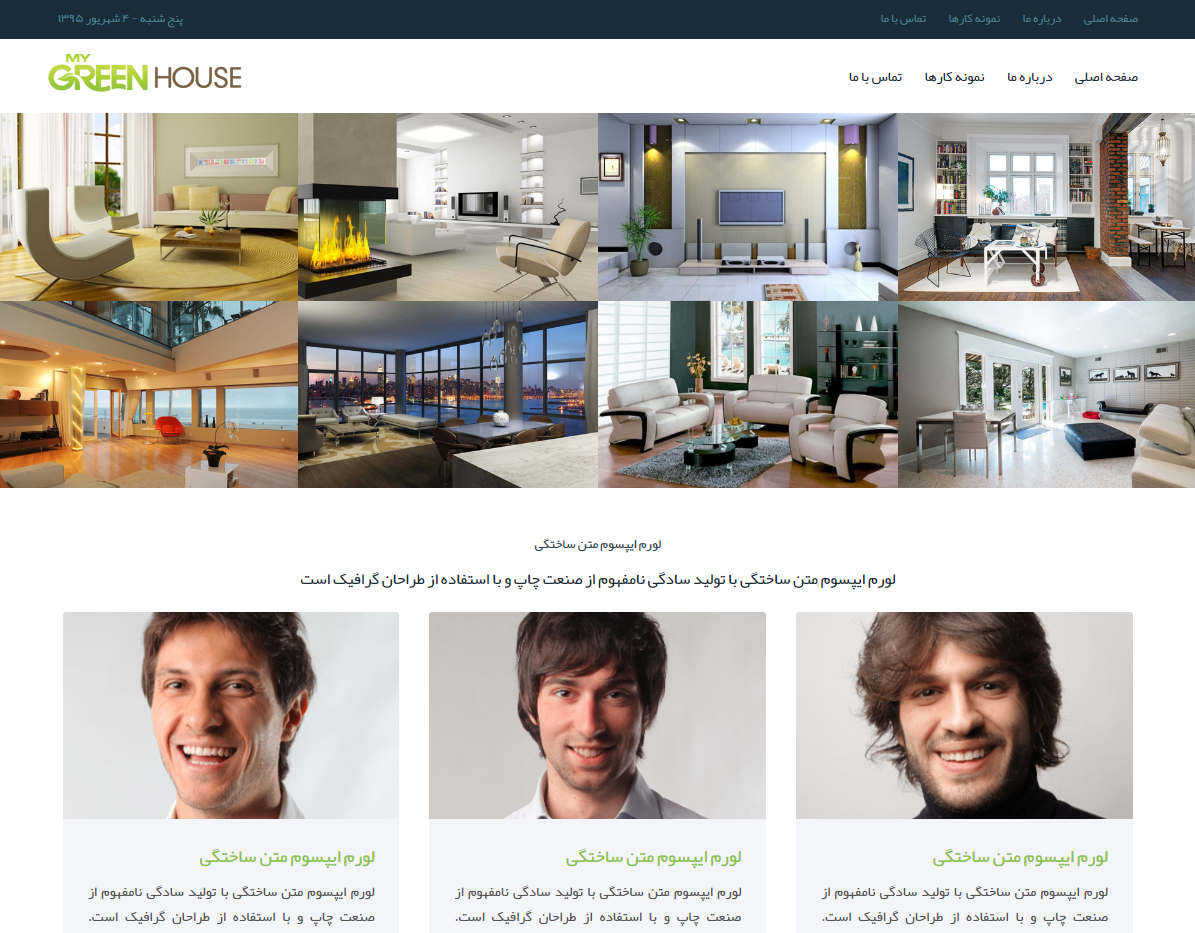 صفحه اصلی درباره ما نمونه کارها تماس با ما
پنج شنبه - ۴ شهریور ۱۳۹۵
MY
GREEN HOUSE
صفحه اصلی درباره ما نمونه کارها تماس با ما
لورم ایپسوم متن ساختگی
لورم ایپسوم متن ساختگی با تولید سادگی نامفهوم از صنعت چاپ و با استفاده از طراحان گرافیک است
لورم ایپسوم متن ساختگی
لورم ایپسوم متن ساختگی با تولید سادگی نامفهوم از
صنعت چاپ و با استفاده از طراحان گرافیک است.
لورم ایپسوم متن ساختگی
لورم ایپسوم متن ساختگی با تولید سادگی نامفهوم از
صنعت چاپ و با استفاده از طراحان گرافیک است.
لورم ایپسوم متن ساختگی
لورم ایپسوم متن ساختگی با تولید سادگی نامفهوم از
صنعت چاپ و با استفاده از طراحان گرافیک است.